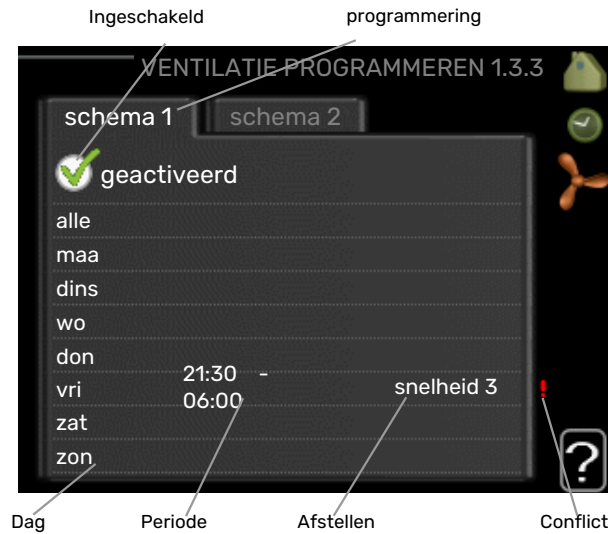 Ingeschakeld programmering
VENTILATIE PROGRAMMEREN 1.3.3
schema 1 schema 2
geactiveerd
alle
maa
dins
wo
don
vri 21:30 - 06:00 snelheid 3 !
zat
zon
?
Dag Periode Afstellen Conflict